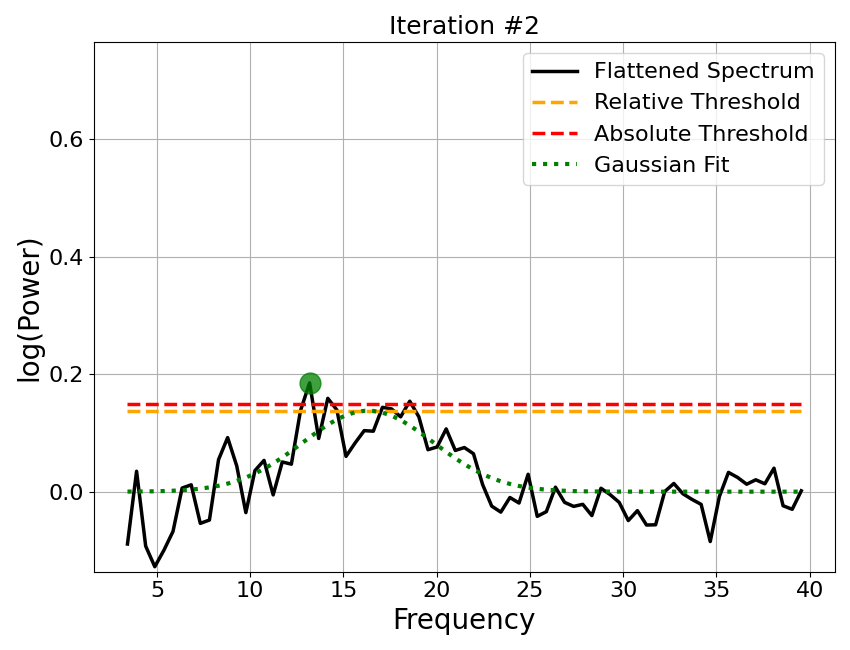 Iteration #2
Flattened Spectrum
Relative Threshold
Absolute Threshold
Gaussian Fit
log(Power)
0.6
0.4
0.2
0.0
5 10 15 20 25 30 35 40
Frequency